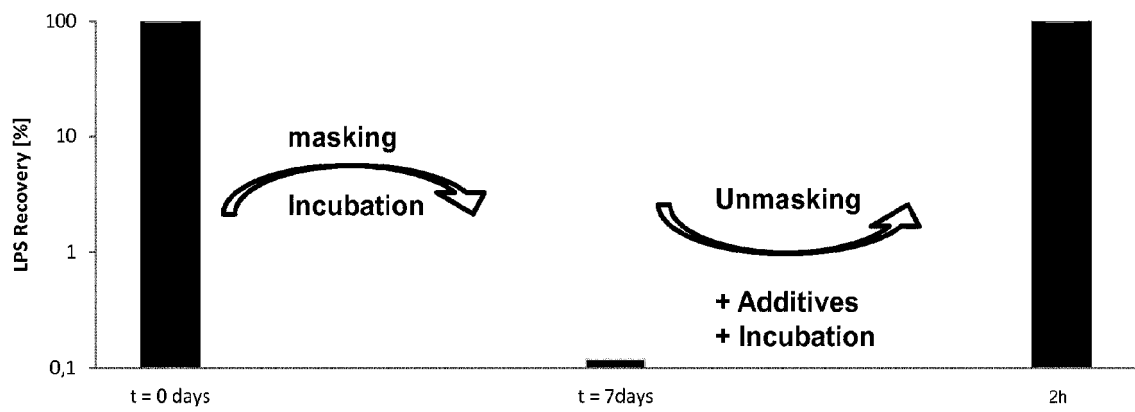 100
10
1
0,1
LPS Recovery [%]
masking
Incubation
Unmasking
+ Additives
+ Incubation
t = 0 days
t = 7days
2h